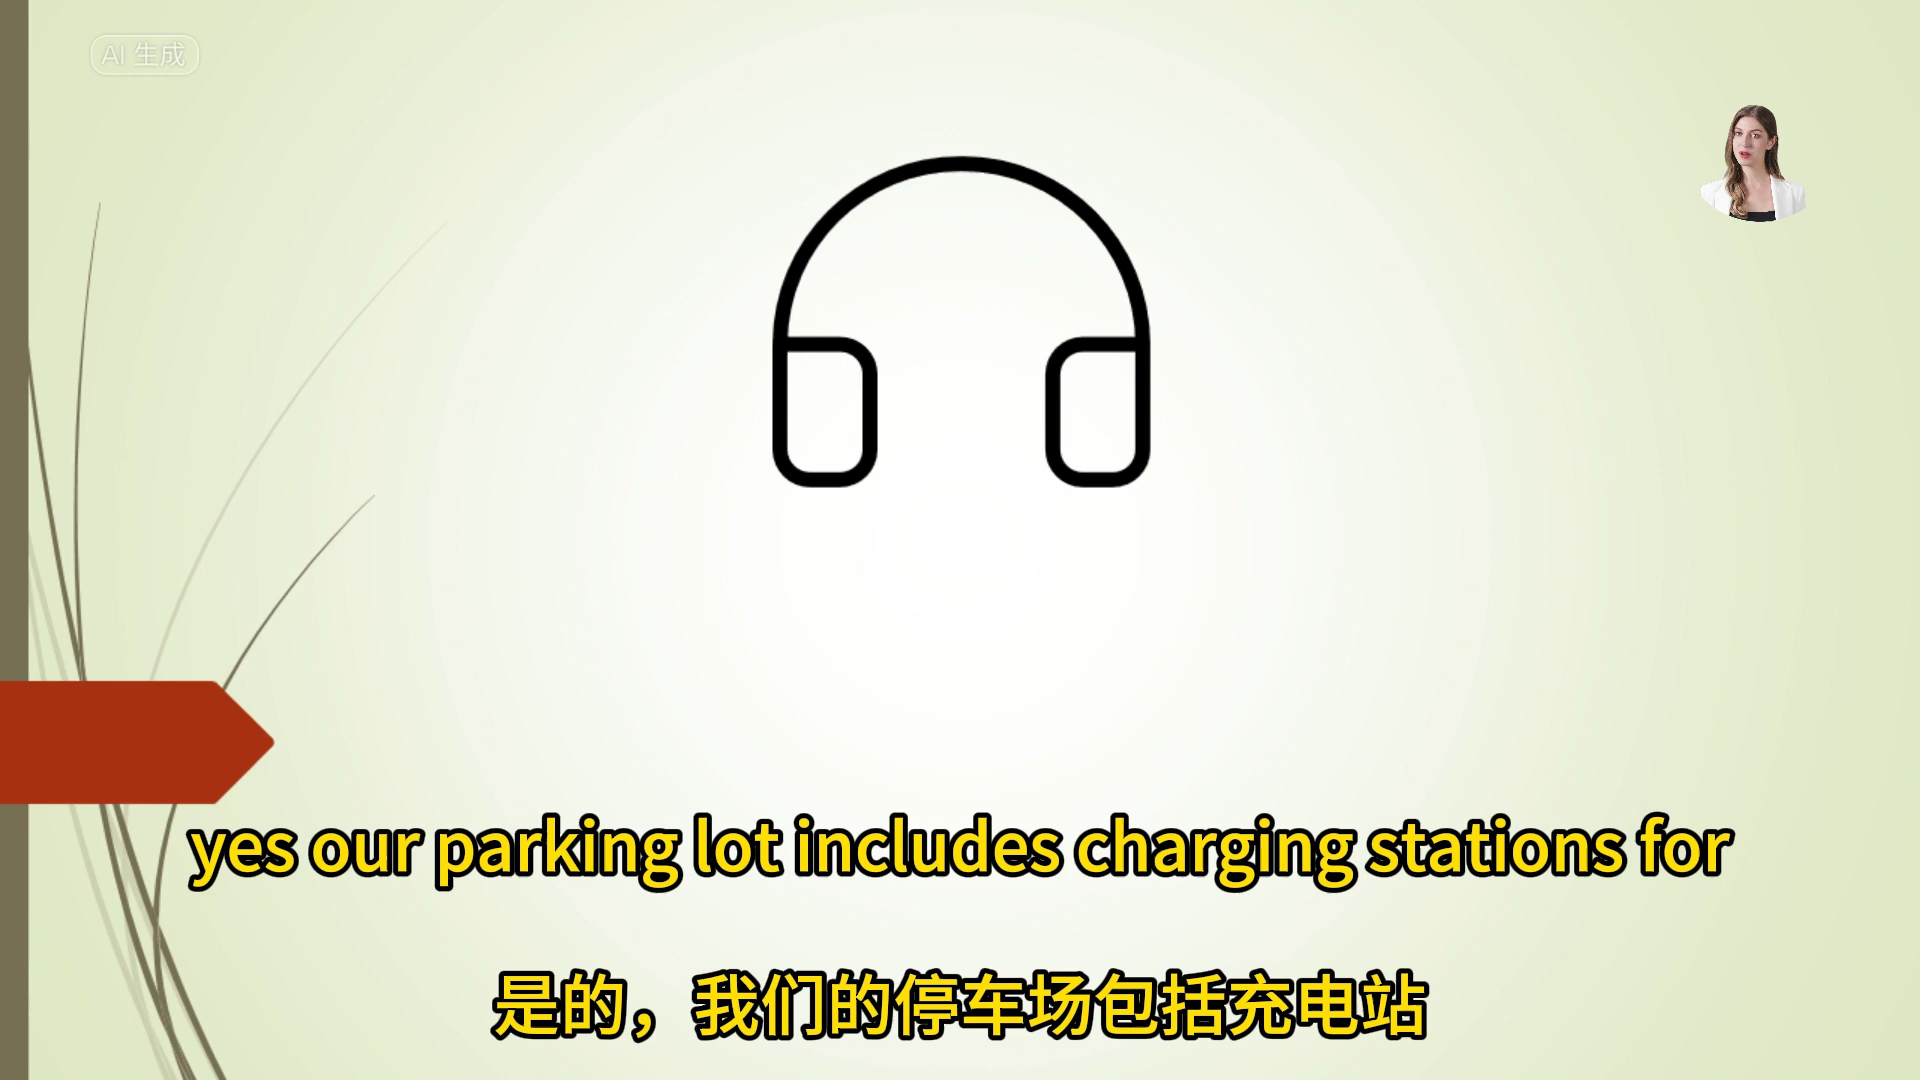 AI 生成
yes our parking lot includes charging stations for
是的，我们的停车场包括充电站